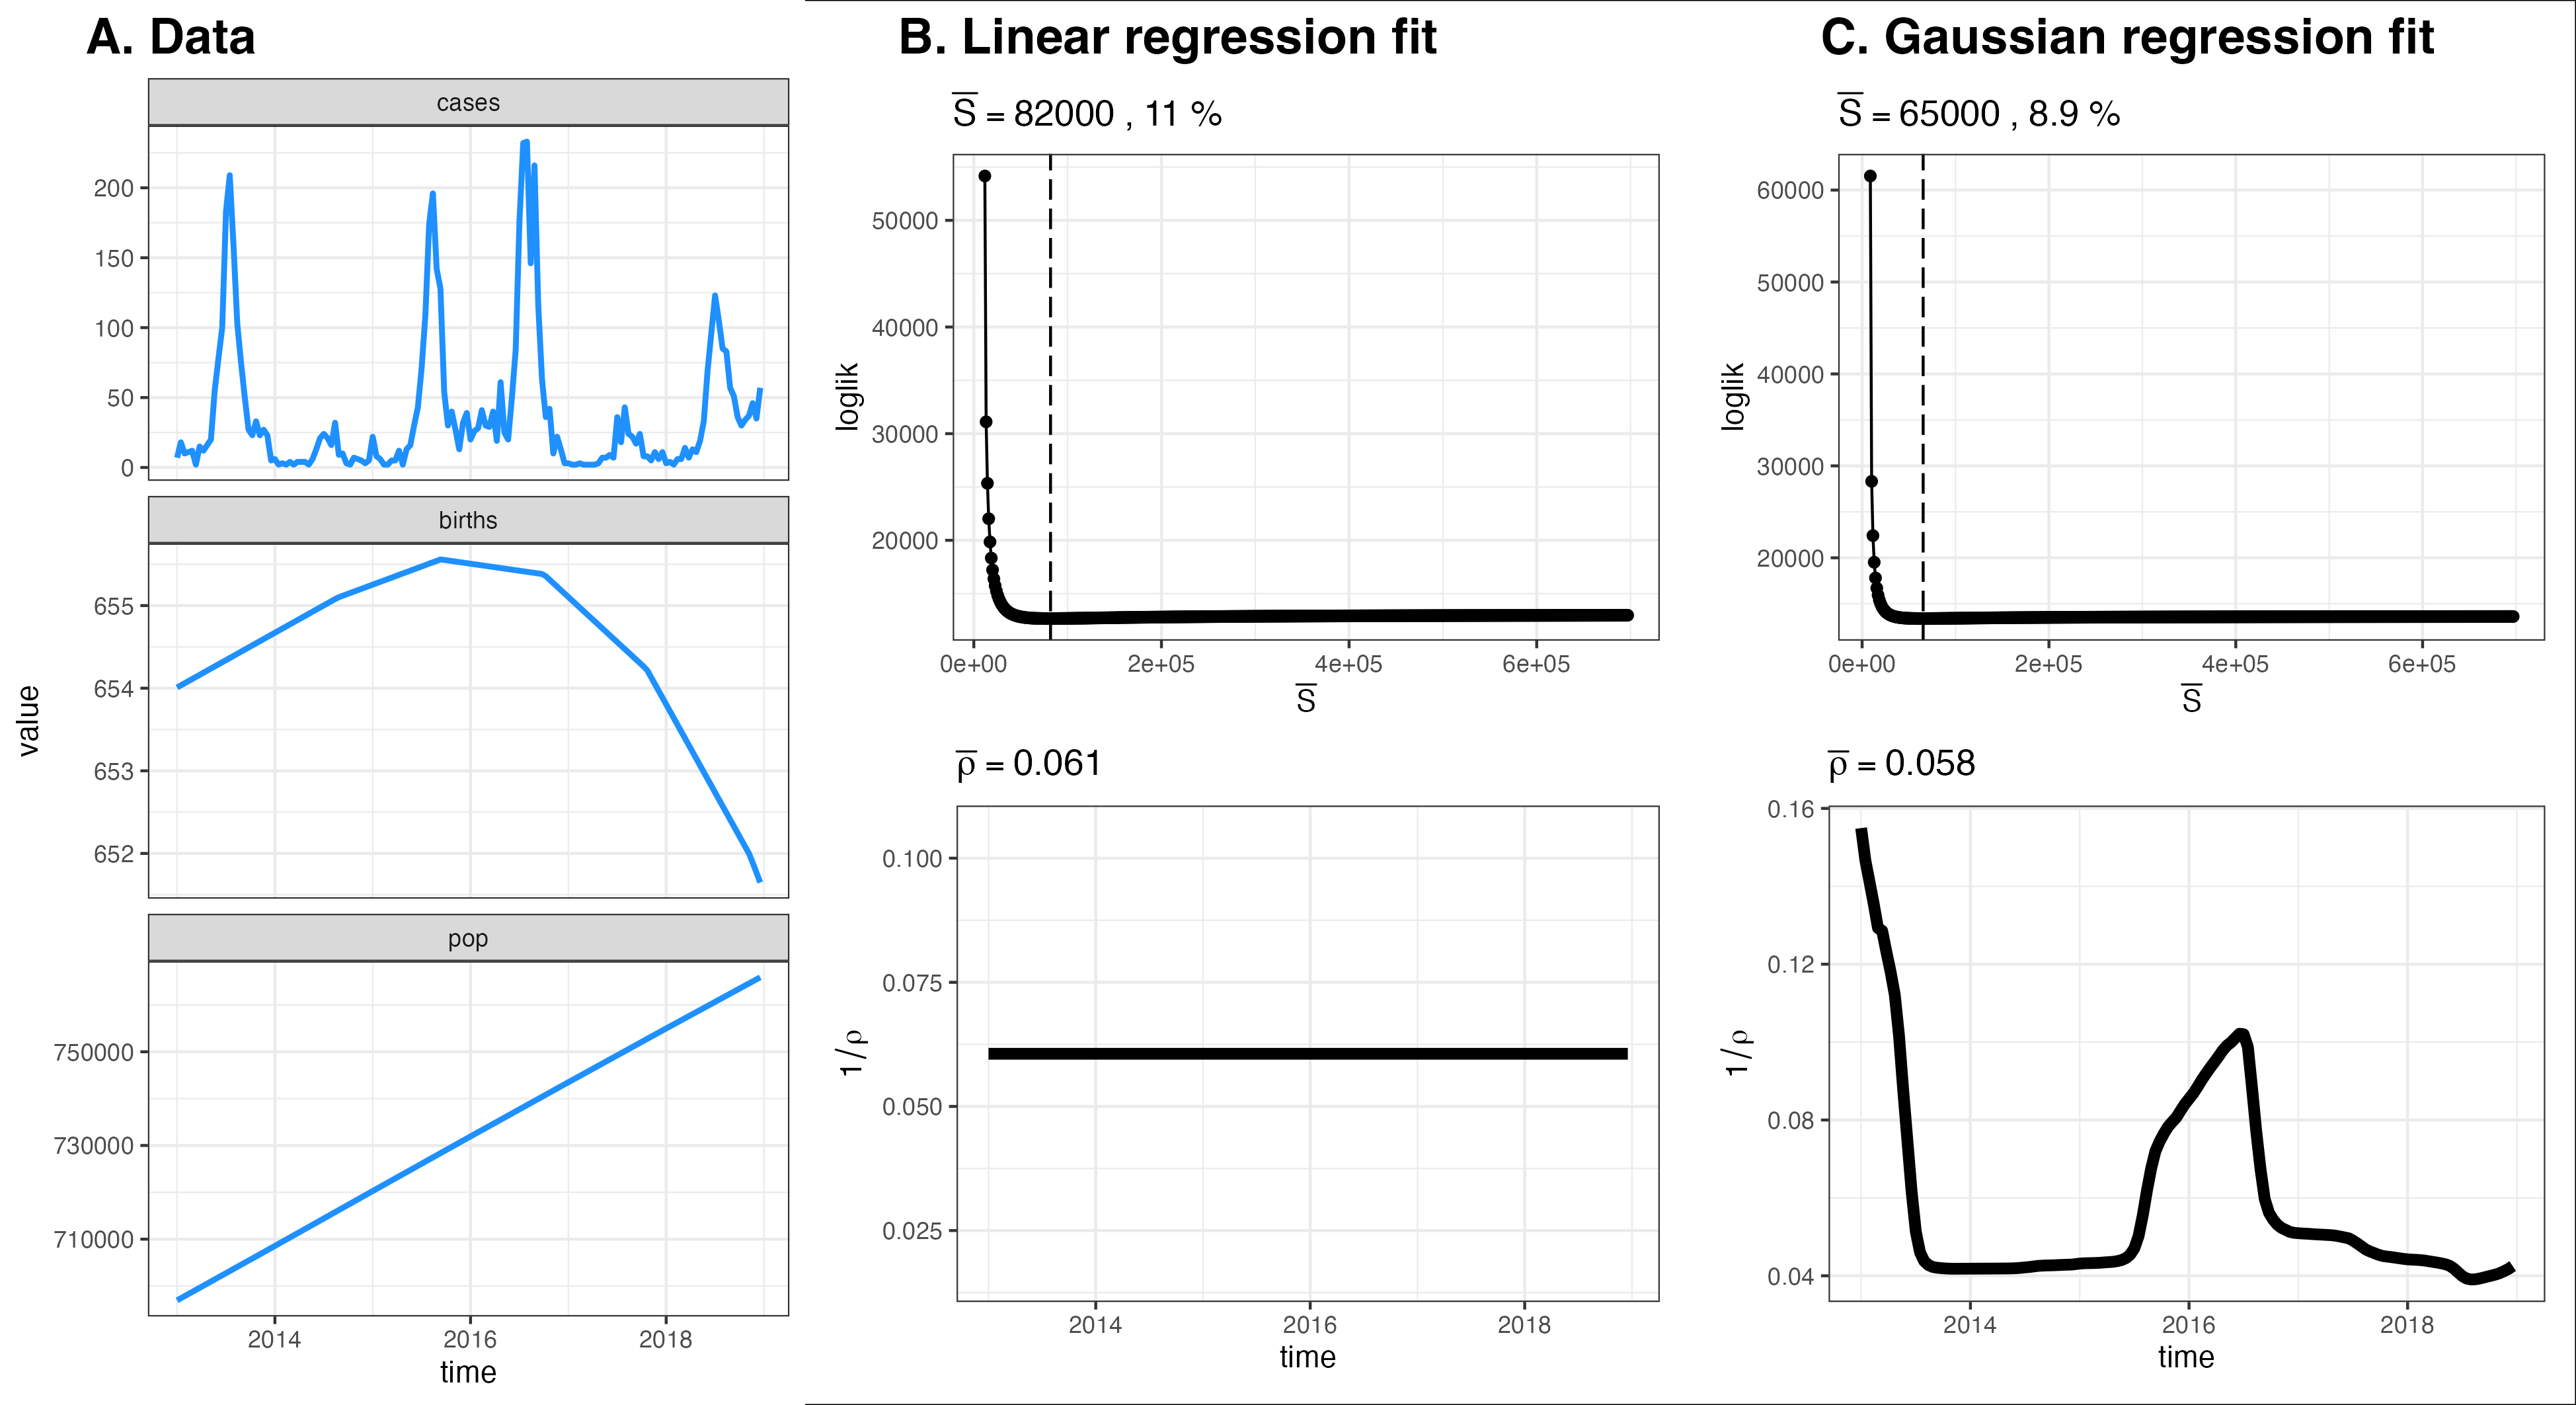 A. Data
cases
200
150
100
50
0
births
655
654
653
652
value
pop
750000
730000
710000
2014 2016 2018
time
B. Linear regression fit
S̅ = 82000 , 11 %
50000
40000
30000
20000
loglik
0e+00 2e+05 4e+05 6e+05
S̅
ρ̅ = 0.061
0.100
0.075
0.050
0.025
1/ρ
2014 2016 2018
time
C. Gaussian regression fit
S̅ = 65000 , 8.9 %
60000
50000
40000
30000
20000
loglik
0e+00 2e+05 4e+05 6e+05
S̅
ρ̅ = 0.058
0.16
0.12
0.08
0.04
1/ρ
2014 2016 2018
time